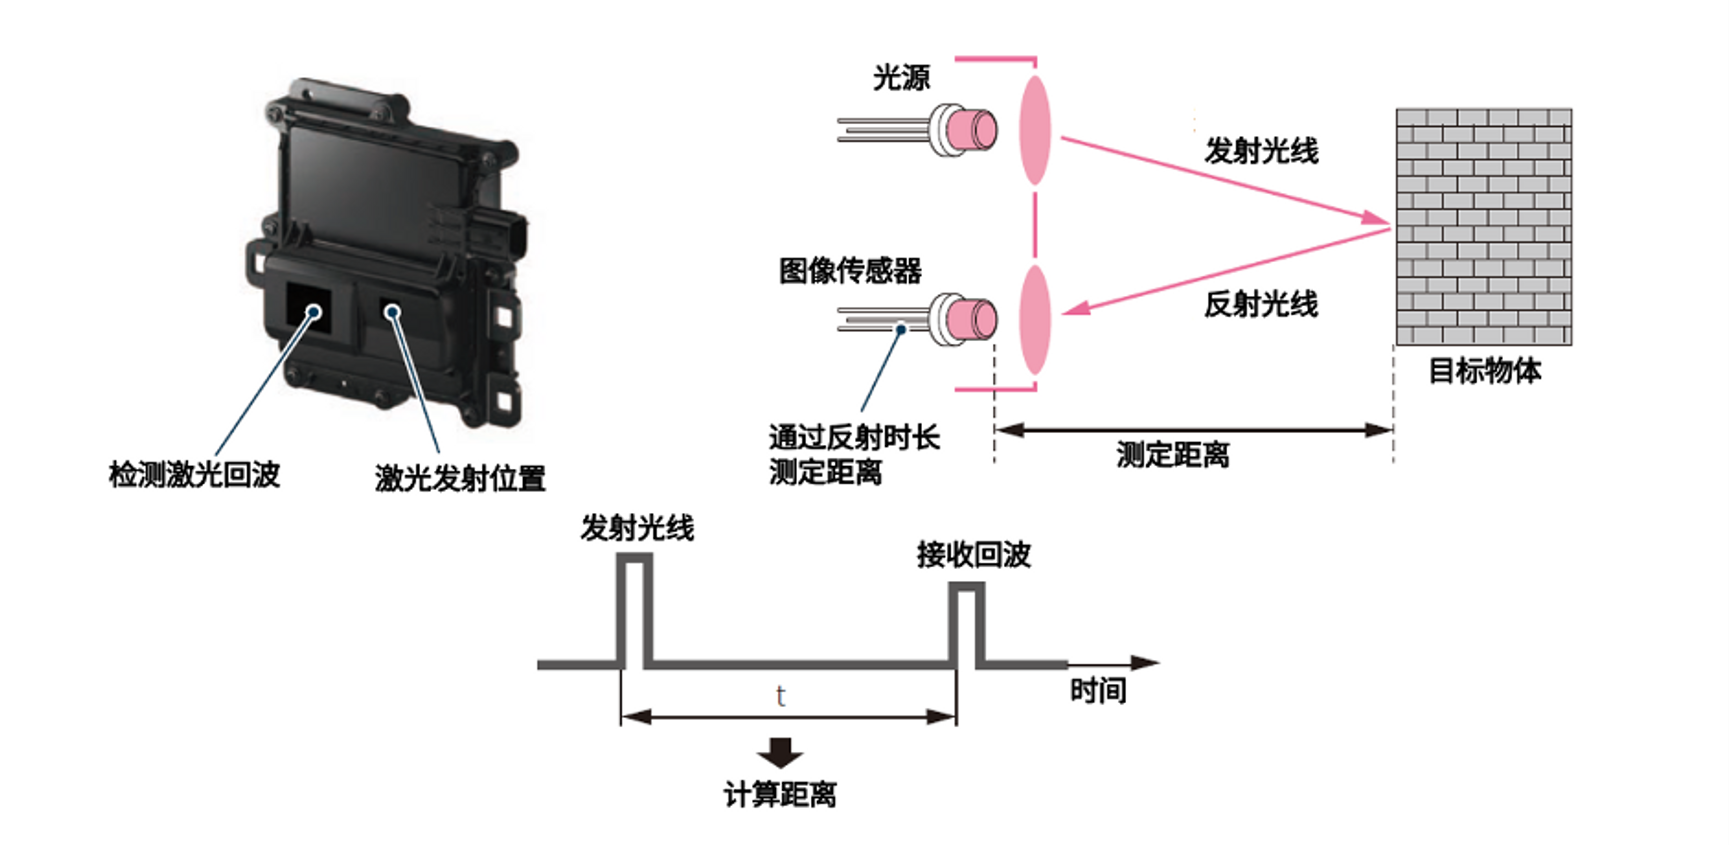 光源
发射光线
图像传感器
反射光线
目标物体
通过反射时长
测定距离
测定距离
检测激光回波
激光发射位置
发射光线
接收回波
t
时间
计算距离